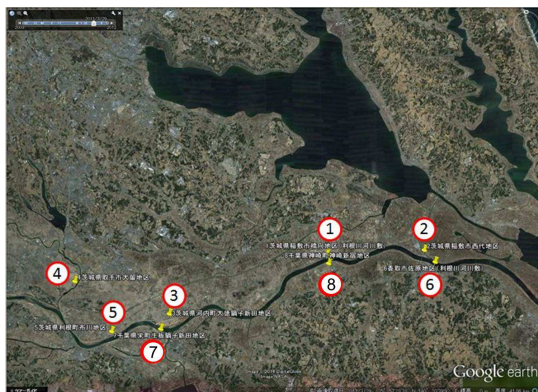 1
2
1茨城県稲敷市橋向地区(利根川河川敷
2茨城県稲敷市西代地区
8千葉県神崎町神崎新宿地区
6香取市佐原地区(利根川河川敷
4
4茨城県取手市大留地区
8
6
5
3
3茨城県河内町大徳鍋子新田地区
5茨城県利根町布川地区
7千葉県栄町生板鍋子新田地区
7
Google earth